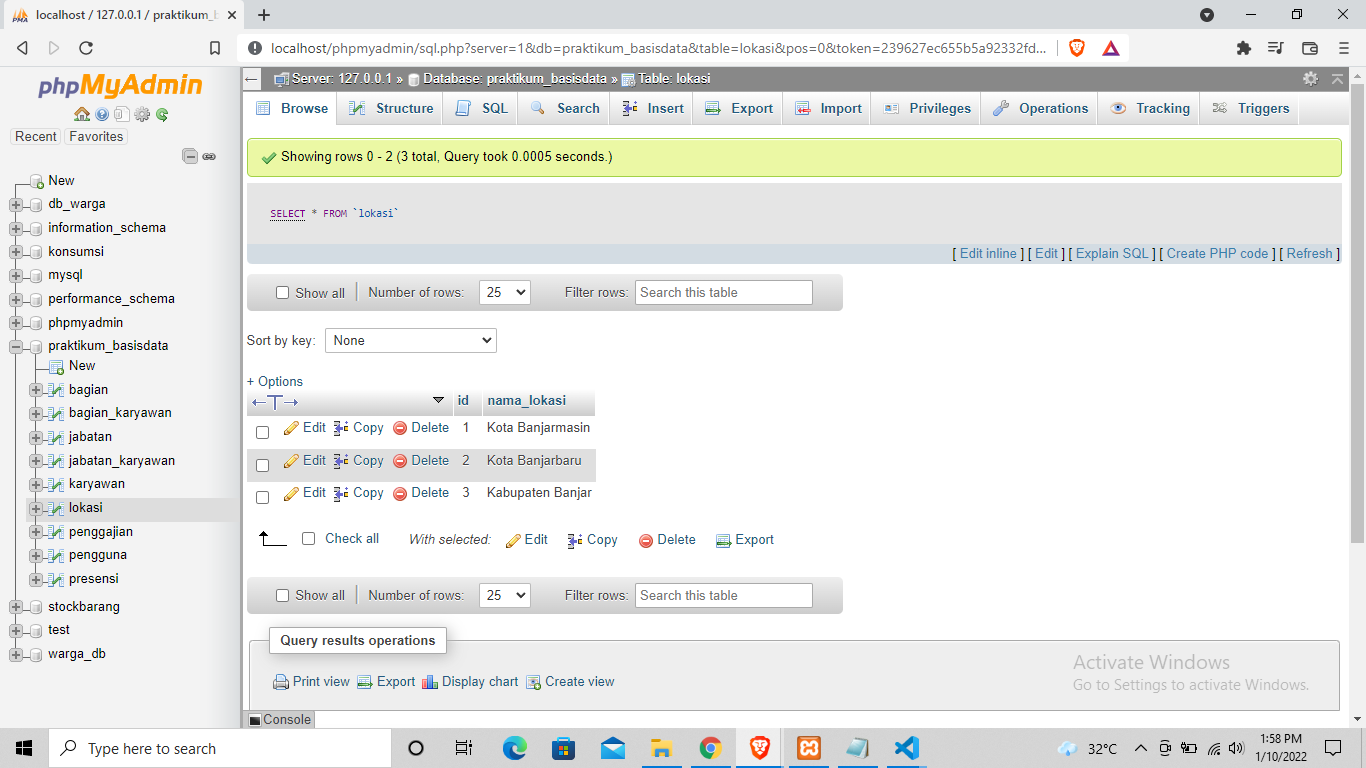 localhost / 127.0.0.1 / praktikum_b
localhost/phpmyadmin/sql.php?server=1&db=praktikum_basisdata&table=lokasi&pos=0&token=239627ec655b5a92332fd...
phpMyAdmin
Recent Favorites
New
db_warga
information_schema
konsumsi
mysql
performance_schema
phpmyadmin
praktikum_basisdata
New
bagian
bagian_karyawan
jabatan
jabatan_karyawan
karyawan
lokasi
penggajian
pengguna
presensi
stockbarang
test
warga_db
Server: 127.0.0.1 » Database: praktikum_basisdata » Table: lokasi
Browse Structure SQL Search Insert Export Import Privileges Operations Tracking Triggers
Showing rows 0 - 2 (3 total, Query took 0.0005 seconds.)
SELECT * FROM `lokasi`
[ Edit inline ] [ Edit ] [ Explain SQL ] [ Create PHP code ] [ Refresh ]
Show all Number of rows: 25 Filter rows: Search this table
Sort by key: None
+ Options
←T→ id nama_lokasi
Edit Copy Delete 1 Kota Banjarmasin
Edit Copy Delete 2 Kota Banjarbaru
Edit Copy Delete 3 Kabupaten Banjar
Check all With selected: Edit Copy Delete Export
Show all Number of rows: 25 Filter rows: Search this table
Query results operations
Print view Export Display chart Create view
Activate Windows
Go to Settings to activate Windows.
Console
Type here to search
32°C
1:58 PM
1/10/2022